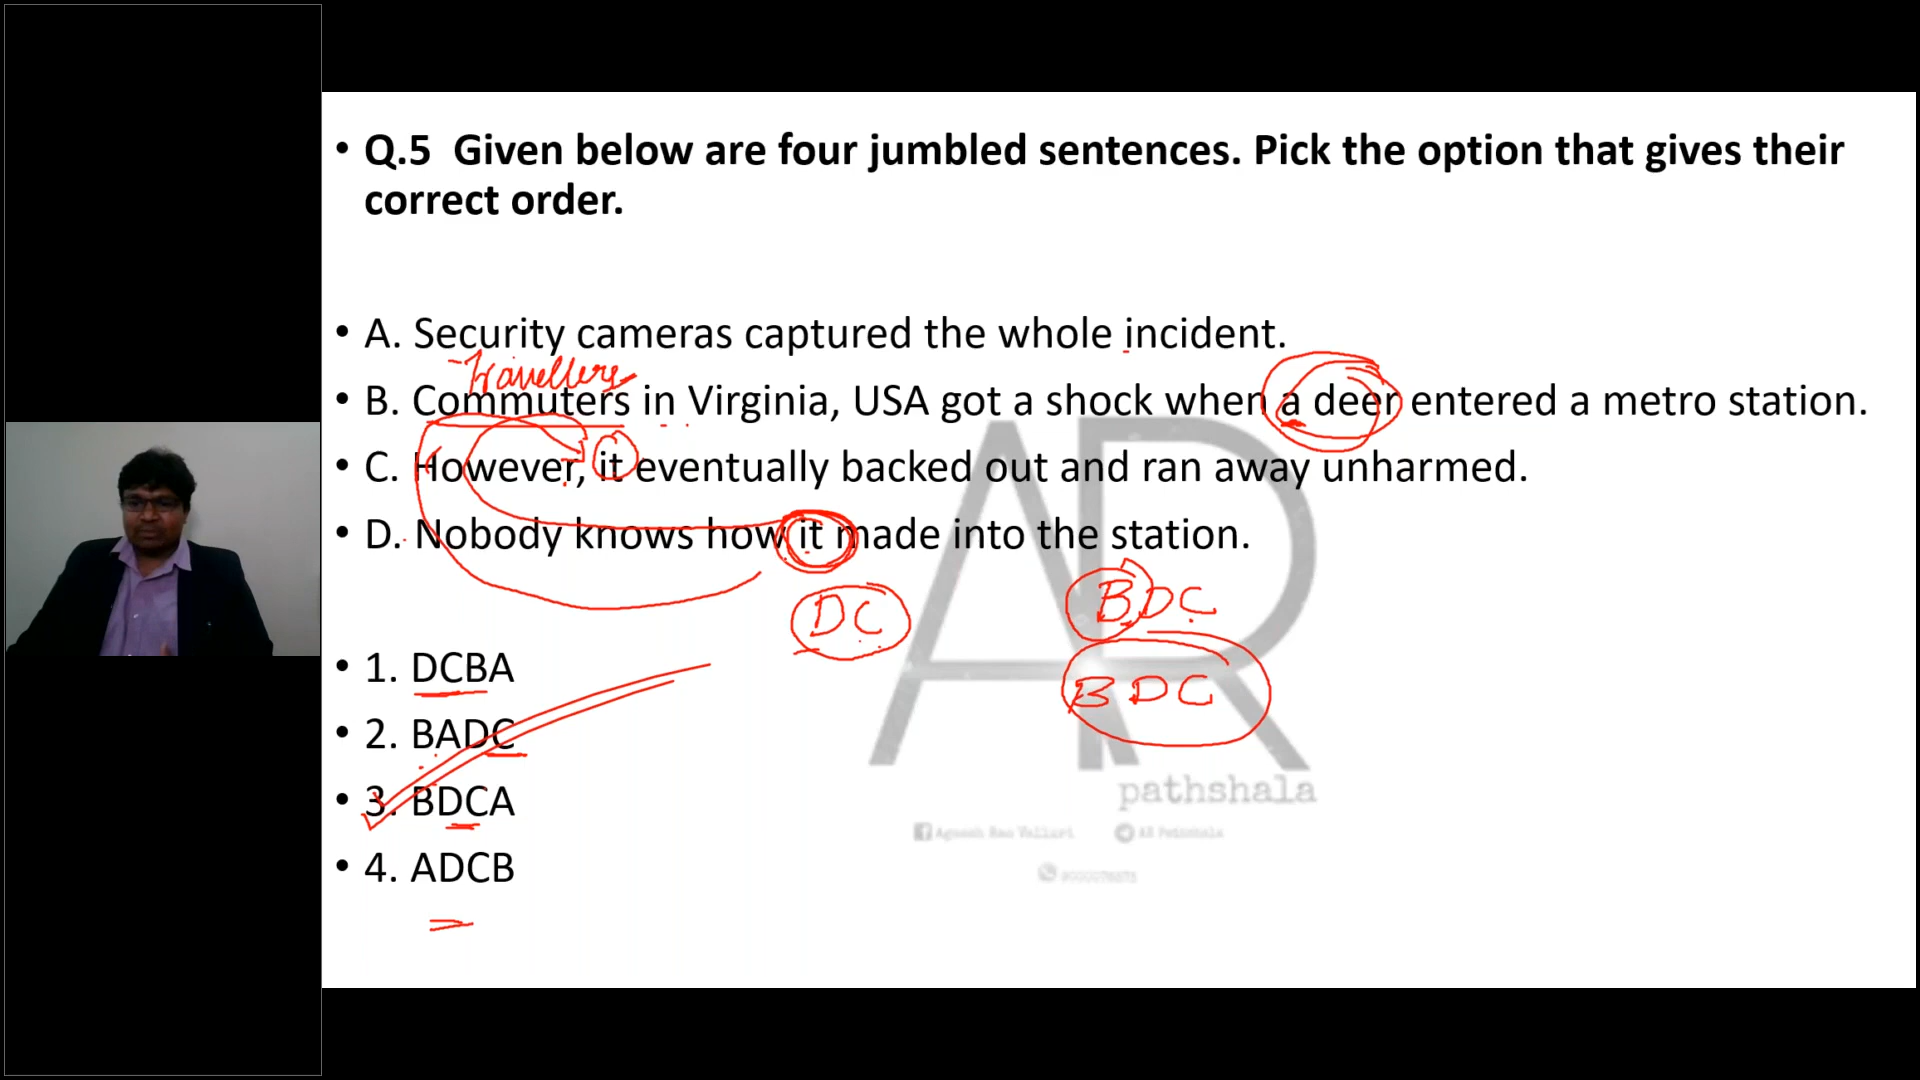 • Q.5 Given below are four jumbled sentences. Pick the option that gives their
correct order.
• A. Security cameras captured the whole incident.
Travellers
• B. Commuters in Virginia, USA got a shock when a deer entered a metro station.
• C. However, it eventually backed out and ran away unharmed.
• D. Nobody knows how it made into the station.
DC
BDC
• 1. DCBA
BDC
• 2. BADC
• 3. BDCA
• 4. ADCB
AR
pathshala
AR Pathshala